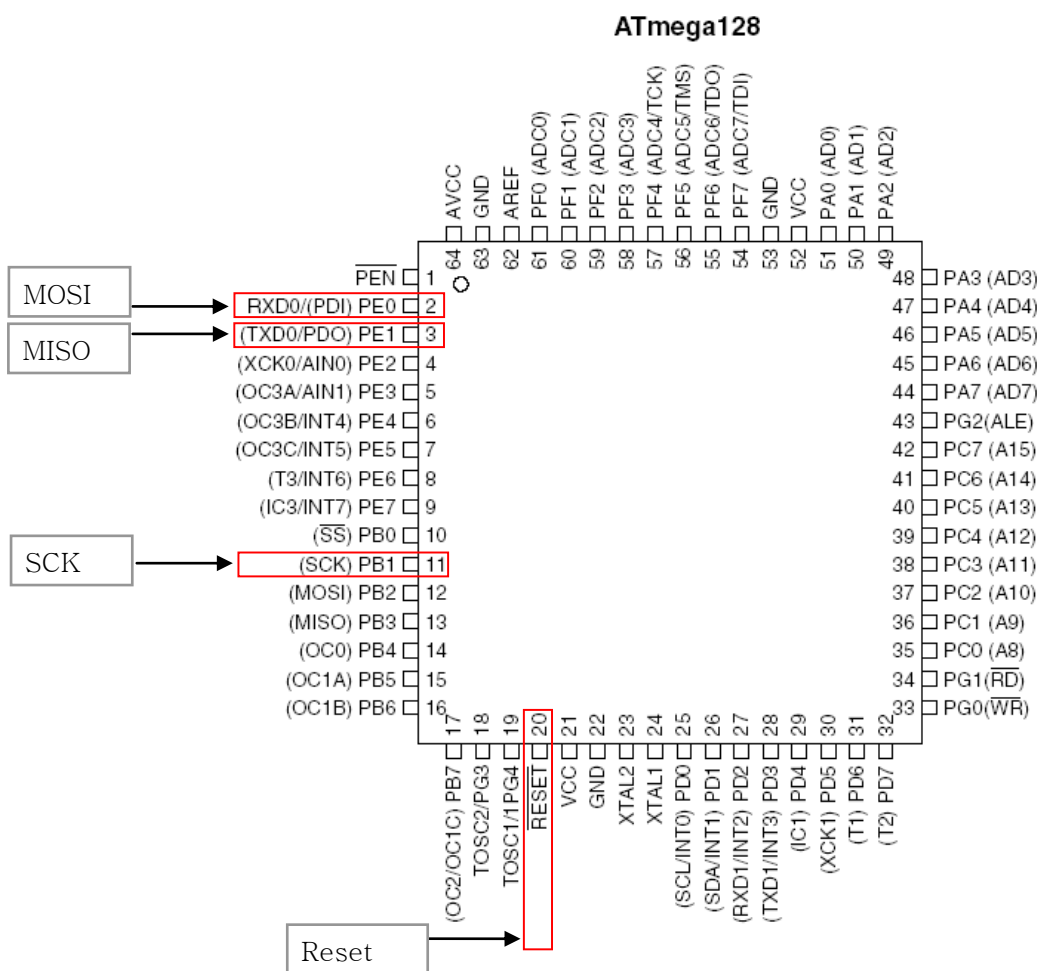 ATmega128
AVCC
GND
AREF
PF0 (ADC0)
PF1 (ADC1)
PF2 (ADC2)
PF3 (ADC3)
PF4 (ADC4/TCK)
PF5 (ADC5/TMS)
PF6 (ADC6/TDO)
PF7 (ADC7/TDI)
GND
VCC
PA0 (AD0)
PA1 (AD1)
PA2 (AD2)
64
63
62
61
60
59
58
57
56
55
54
53
52
51
50
49
MOSI
MISO
SCK
PEN 1
RXD0/(PDI) PE0 2
(TXD0/PDO) PE1 3
(XCK0/AIN0) PE2 4
(OC3A/AIN1) PE3 5
(OC3B/INT4) PE4 6
(OC3C/INT5) PE5 7
(T3/INT6) PE6 8
(IC3/INT7) PE7 9
(SS) PB0 10
(SCK) PB1 11
(MOSI) PB2 12
(MISO) PB3 13
(OC0) PB4 14
(OC1A) PB5 15
(OC1B) PB6 16
48 PA3 (AD3)
47 PA4 (AD4)
46 PA5 (AD5)
45 PA6 (AD6)
44 PA7 (AD7)
43 PG2(ALE)
42 PC7 (A15)
41 PC6 (A14)
40 PC5 (A13)
39 PC4 (A12)
38 PC3 (A11)
37 PC2 (A10)
36 PC1 (A9)
35 PC0 (A8)
34 PG1(RD)
33 PG0(WR)
17
18
19
20
21
22
23
24
25
26
27
28
29
30
31
32
(OC2/OC1C) PB7
TOSC2/PG3
TOSC1/1PG4
RESET
VCC
GND
XTAL2
XTAL1
(SCL/INT0) PD0
(SDA/INT1) PD1
(RXD1/INT2) PD2
(TXD1/INT3) PD3
(IC1) PD4
(XCK1) PD5
(T1) PD6
(T2) PD7
Reset